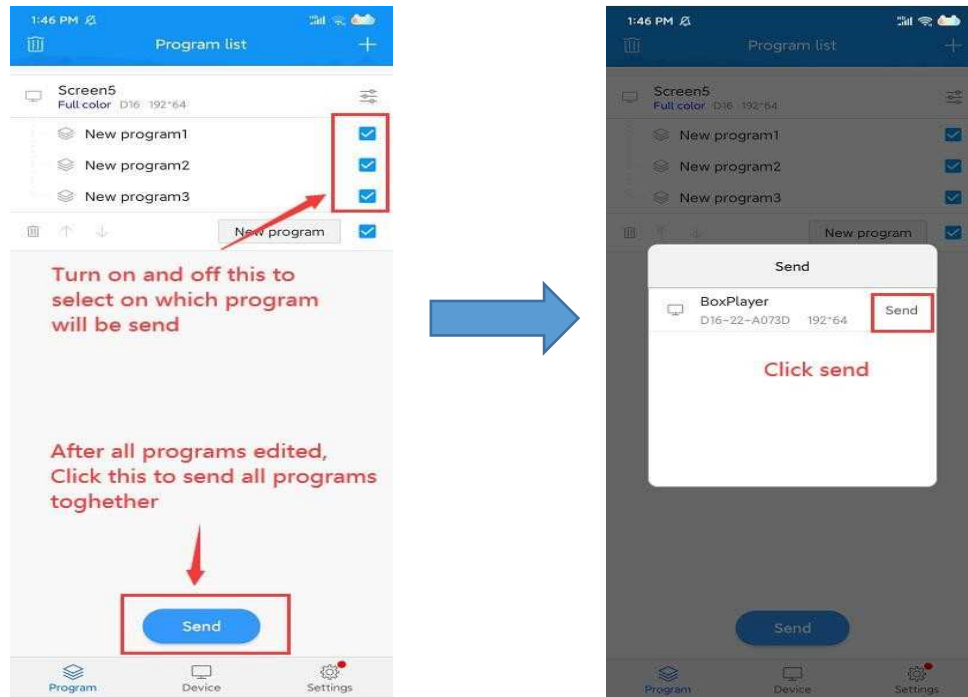 1:46 PM
Program list
Screen5
Full color D16 192*64
New program1
New program2
New program3
New program
Turn on and off this to
select on which program
will be send
After all programs edited,
Click this to send all programs
toghether
Send
Program Device Settings
1:46 PM
Program list
Screen5
Full color D16 192*64
New program1
New program2
New program3
New program
Send
BoxPlayer
D16-22-A073D 192*64
Send
Click send
Send
Program Device Settings